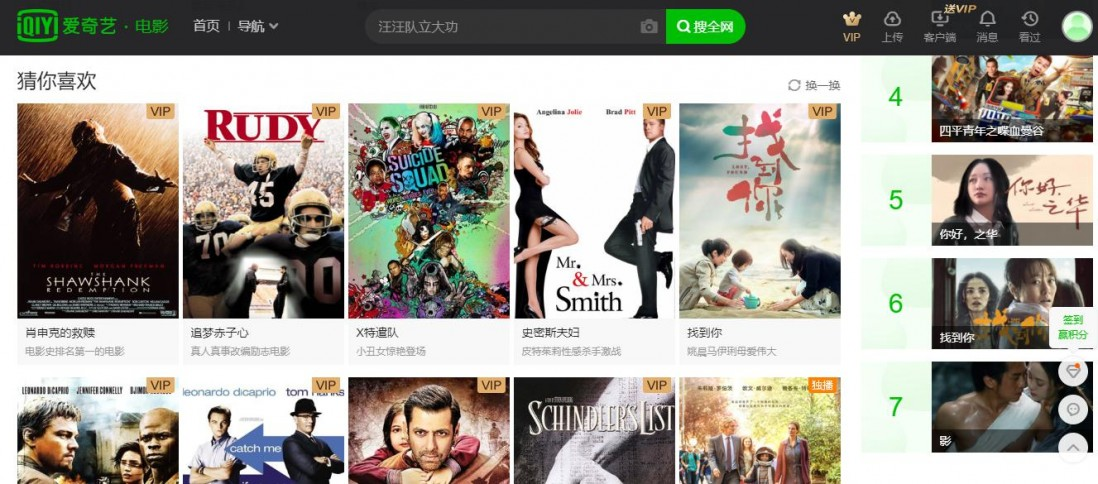 iQIYI 爱奇艺·电影
首页 | 导航
汪汪队立大功
搜全网
送VIP
VIP
上传
客户端
消息
看过
猜你喜欢
换一换
VIP
VIP
VIP
VIP
VIP
RUDY
45
70
SUICIDE SQUAD
Angelina Jolie Brad Pitt
Mr. & Mrs. Smith
找到你
TIM ROBBINS MORGAN FREEMAN
THE
SHAWSHANK
REDEMPTION
肖申克的救赎
电影史排名第一的电影
追梦赤子心
真人真事改偏励志电影
X特遣队
小丑女惊艳登场
史密斯夫妇
皮特茱莉性感杀手激战
找到你
姚晨马伊琍母爱伟大
4
四平青年之喋血曼谷
5
你好之华
你好，之华
6
找到你
签到
赢积分
7
影
VIP
VIP
VIP
VIP
独播
LEONARDO DICAPRIO JENNIFER CONNELLY
leonardo dicaprio tom hanks
catch me
SCHINDLER'S LIST